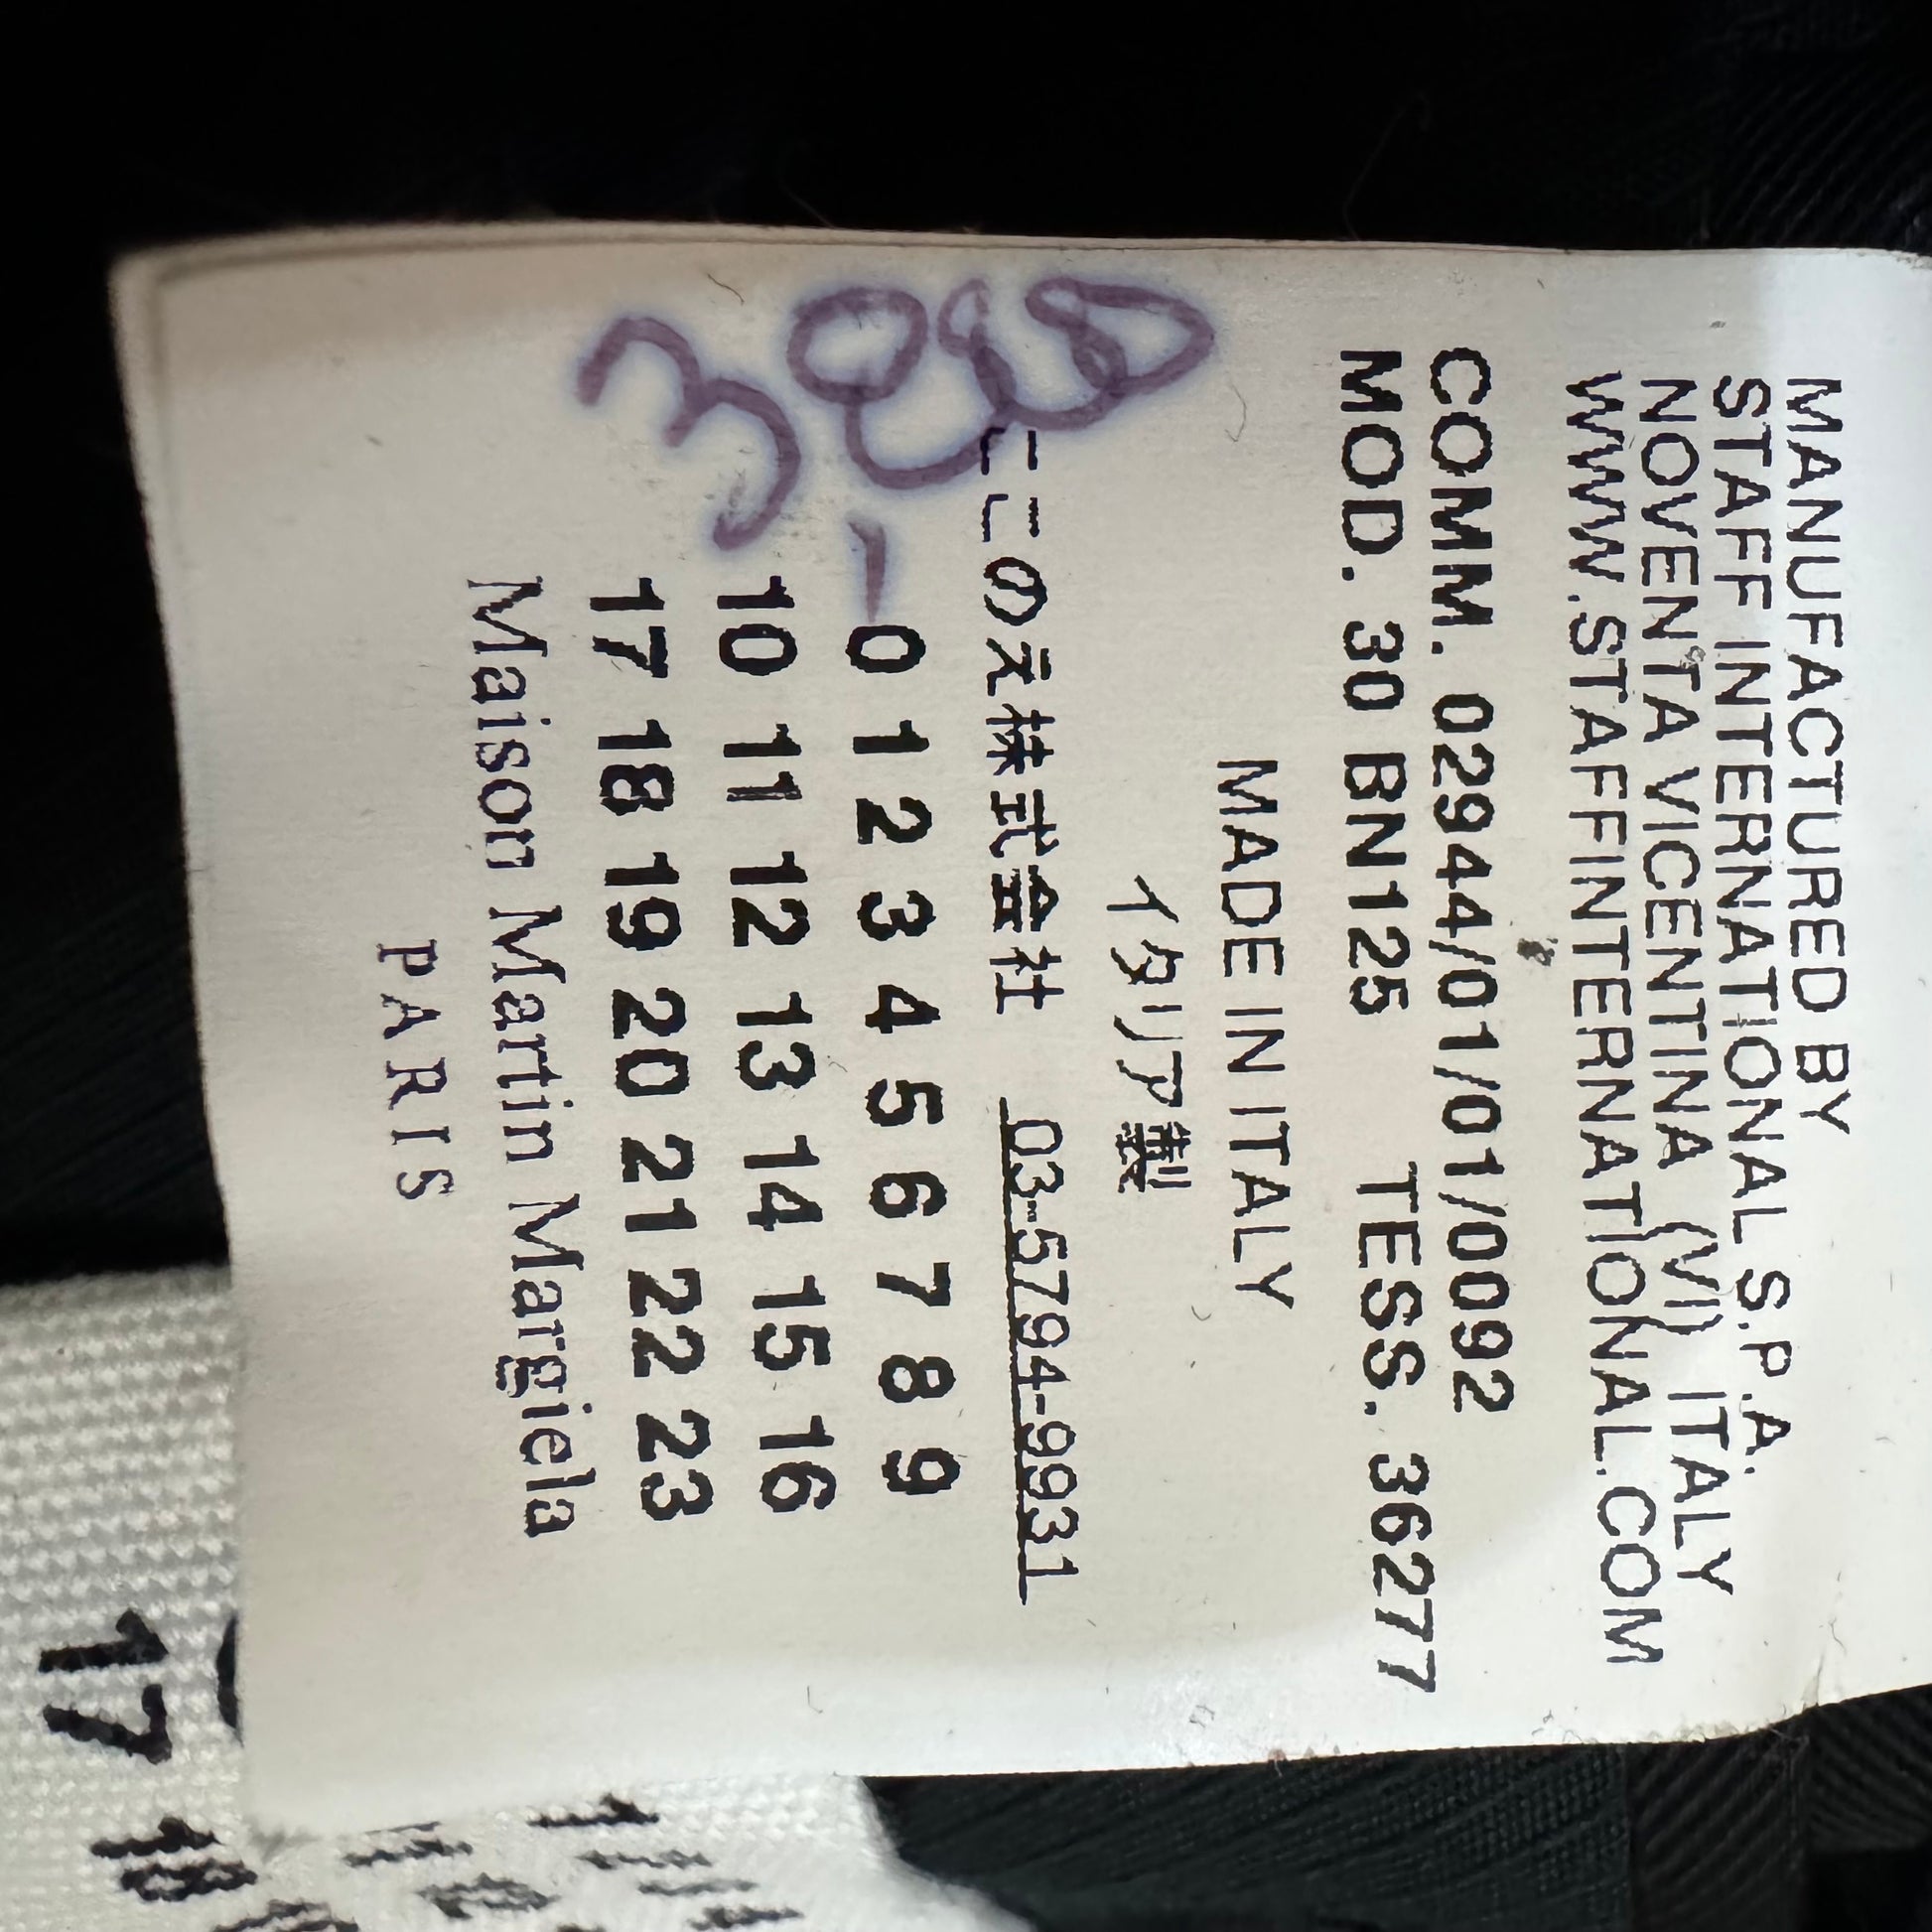 MANUFACTURED BY
STAFF INTERNATIONAL S.P.A.
NOVENTA VICENTINA (VI) ITALY
WWW.STAFFINTERNATIONAL.COM
COMM. 02944/01/01/0092
MOD. 30 BN125 TESS. 36277
MADE IN ITALY
イタリア製
ここのえ株式会社 03-5794-9931
0 1 2 3 4 5 6 7 8 9
10 11 12 13 14 15 16
17 18 19 20 21 22 23
Maison Martin Margiela
PARIS
17
18